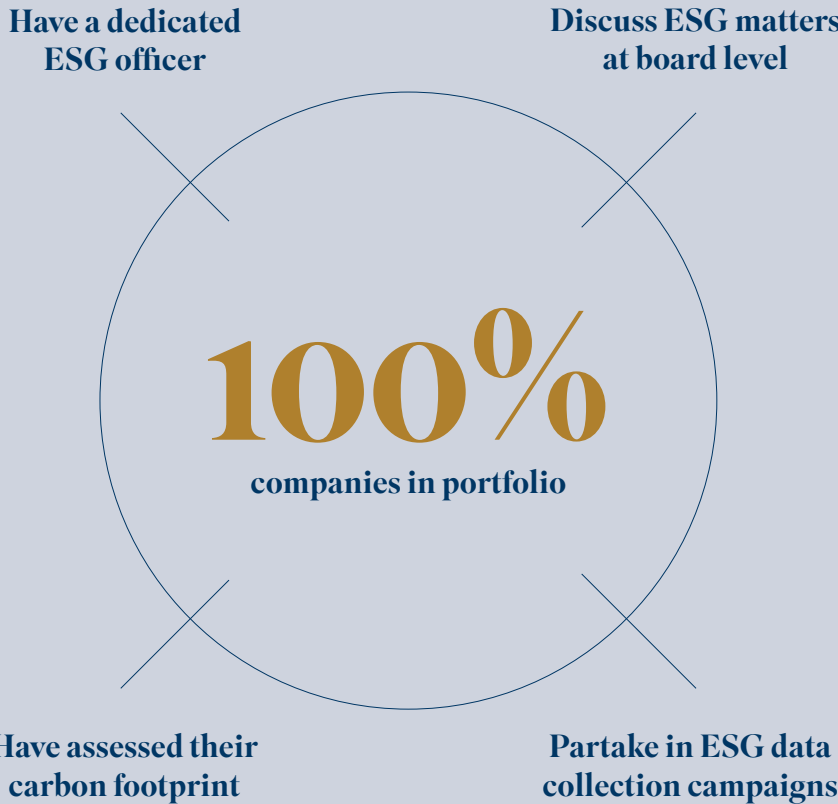 Have a dedicated
ESG officer
Discuss ESG matters
at board level
100%
companies in portfolio
Have assessed their
carbon footprint
Partake in ESG data
collection campaigns